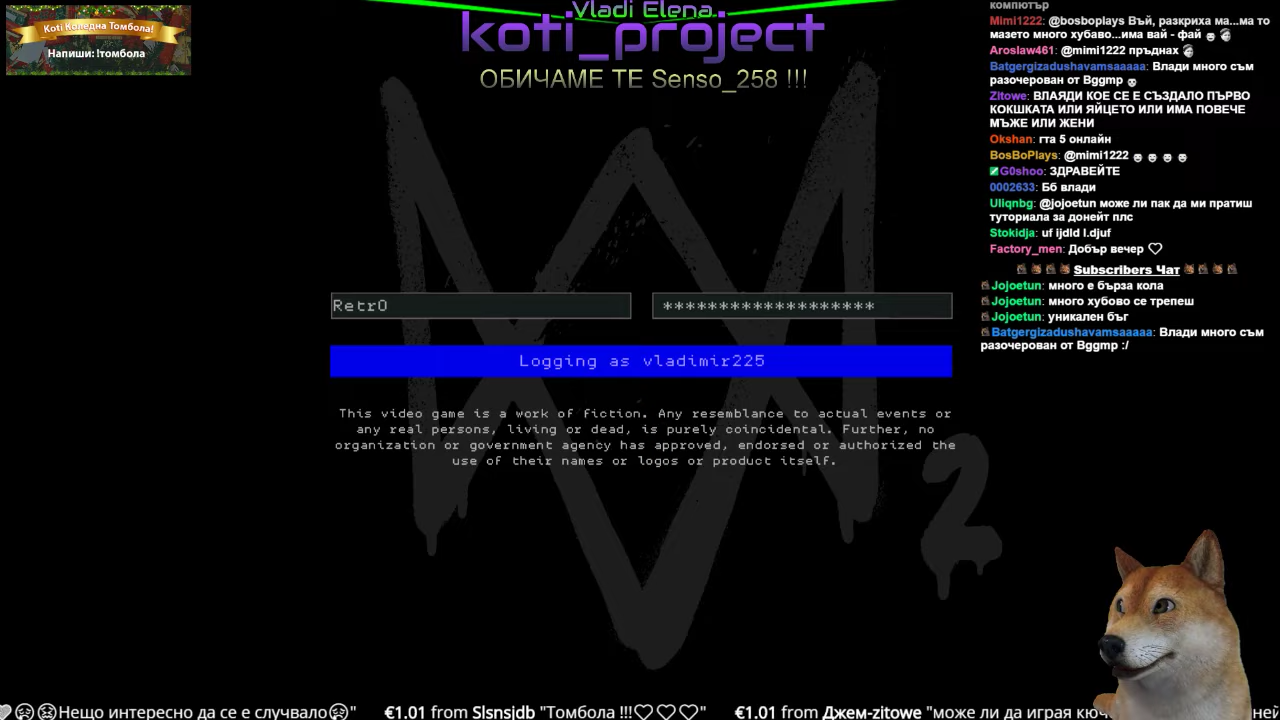 Koti Коледна Томбола!
Напиши: !томбола
Vladi Elena
koti_project
ОБИЧАМЕ ТЕ Senso_258 !!!
RetrO
*******************
Logging as vladimir225
This video game is a work of fiction. Any resemblance to actual events or
any real persons, living or dead, is purely coincidental. Further, no
organization or government agency has approved, endorsed or authorized the
use of their names or logos or product itself.
2
компютър
Mimi1222: @bosboplays Въй, разкриха ма...ма то
мазето много хубаво...има вай - фай
Aroslaw461: @mimi1222 пръднах
Batgergizadushavamsaaaaa: Влади много съм
разочерован от Bggmp
Zitowe: ВЛАЯДИ КОЕ СЕ Е СЪЗДАЛО ПЪРВО
КОКШКАТА ИЛИ ЯЙЦЕТО ИЛИ ИМА ПОВЕЧЕ
МЪЖЕ ИЛИ ЖЕНИ
Okshan: гта 5 онлайн
BosBoPlays: @mimi1222
G0shoo: ЗДРАВЕЙТЕ
0002633: Бб влади
Uliqnbg: @jojoetun може ли пак да ми пратиш
туториала за донейт плс
Stokidja: uf ijdld l.djuf
Factory_men: Добър вечер ♡
Subscribers Чат
Jojoetun: много е бърза кола
Jojoetun: много хубово се трепеш
Jojoetun: уникален бъг
Batgergizadushavamsaaaaa: Влади много съм
разочерован от Bggmp :/
Нещо интересно да се е случвало" €1.01 from Slsnsjdb "Томбола !!!♡♡♡" €1.01 from Джем-zitowe "може ли да играя